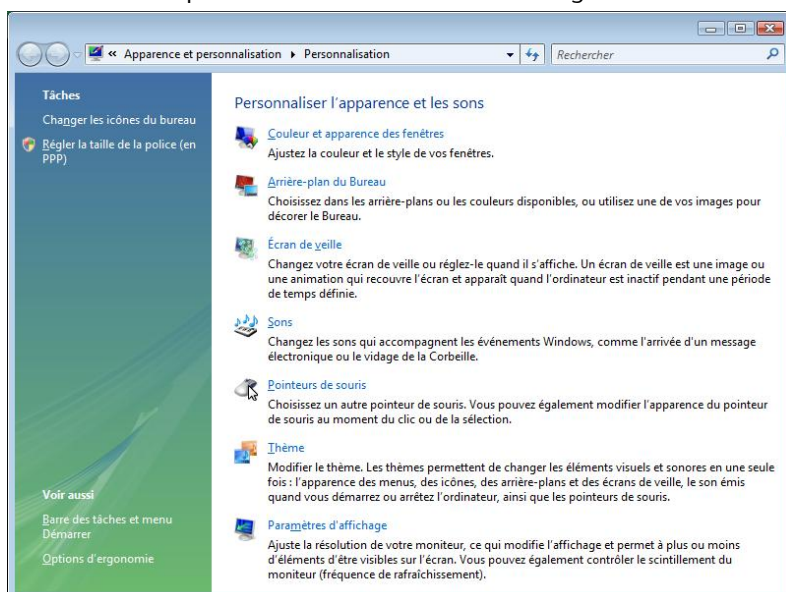 « Apparence et personnalisation Personnalisation
Rechercher
Tâches
Changer les icônes du bureau
Régler la taille de la police (en
PPP)
Personnaliser l'apparence et les sons
Couleur et apparence des fenêtres
Ajustez la couleur et le style de vos fenêtres.
Arrière-plan du Bureau
Choisissez dans les arrière-plans ou les couleurs disponibles, ou utilisez une de vos images pour
décorer le Bureau.
Écran de veille
Changez votre écran de veille ou réglez-le quand il s'affiche. Un écran de veille est une image ou
une animation qui recouvre l'écran et apparaît quand l'ordinateur est inactif pendant une période
de temps définie.
Sons
Changez les sons qui accompagnent les événements Windows, comme l'arrivée d'un message
électronique ou le vidage de la Corbeille.
Pointeurs de souris
Choisissez un autre pointeur de souris. Vous pouvez également modifier l'apparence du pointeur
de souris au moment du clic ou de la sélection.
Thème
Modifier le thème. Les thèmes permettent de changer les éléments visuels et sonores en une seule
fois : l'apparence des menus, des icônes, des arrière-plans et des écrans de veille, le son émis
quand vous démarrez ou arrêtez l'ordinateur, ainsi que les pointeurs de souris.
Paramètres d'affichage
Ajuste la résolution de votre moniteur, ce qui modifie l'affichage et permet à plus ou moins
d'éléments d'être visibles sur l'écran. Vous pouvez également contrôler le scintillement du
moniteur (fréquence de rafraîchissement).
Voir aussi
Barre des tâches et menu
Démarrer
Options d'ergonomie